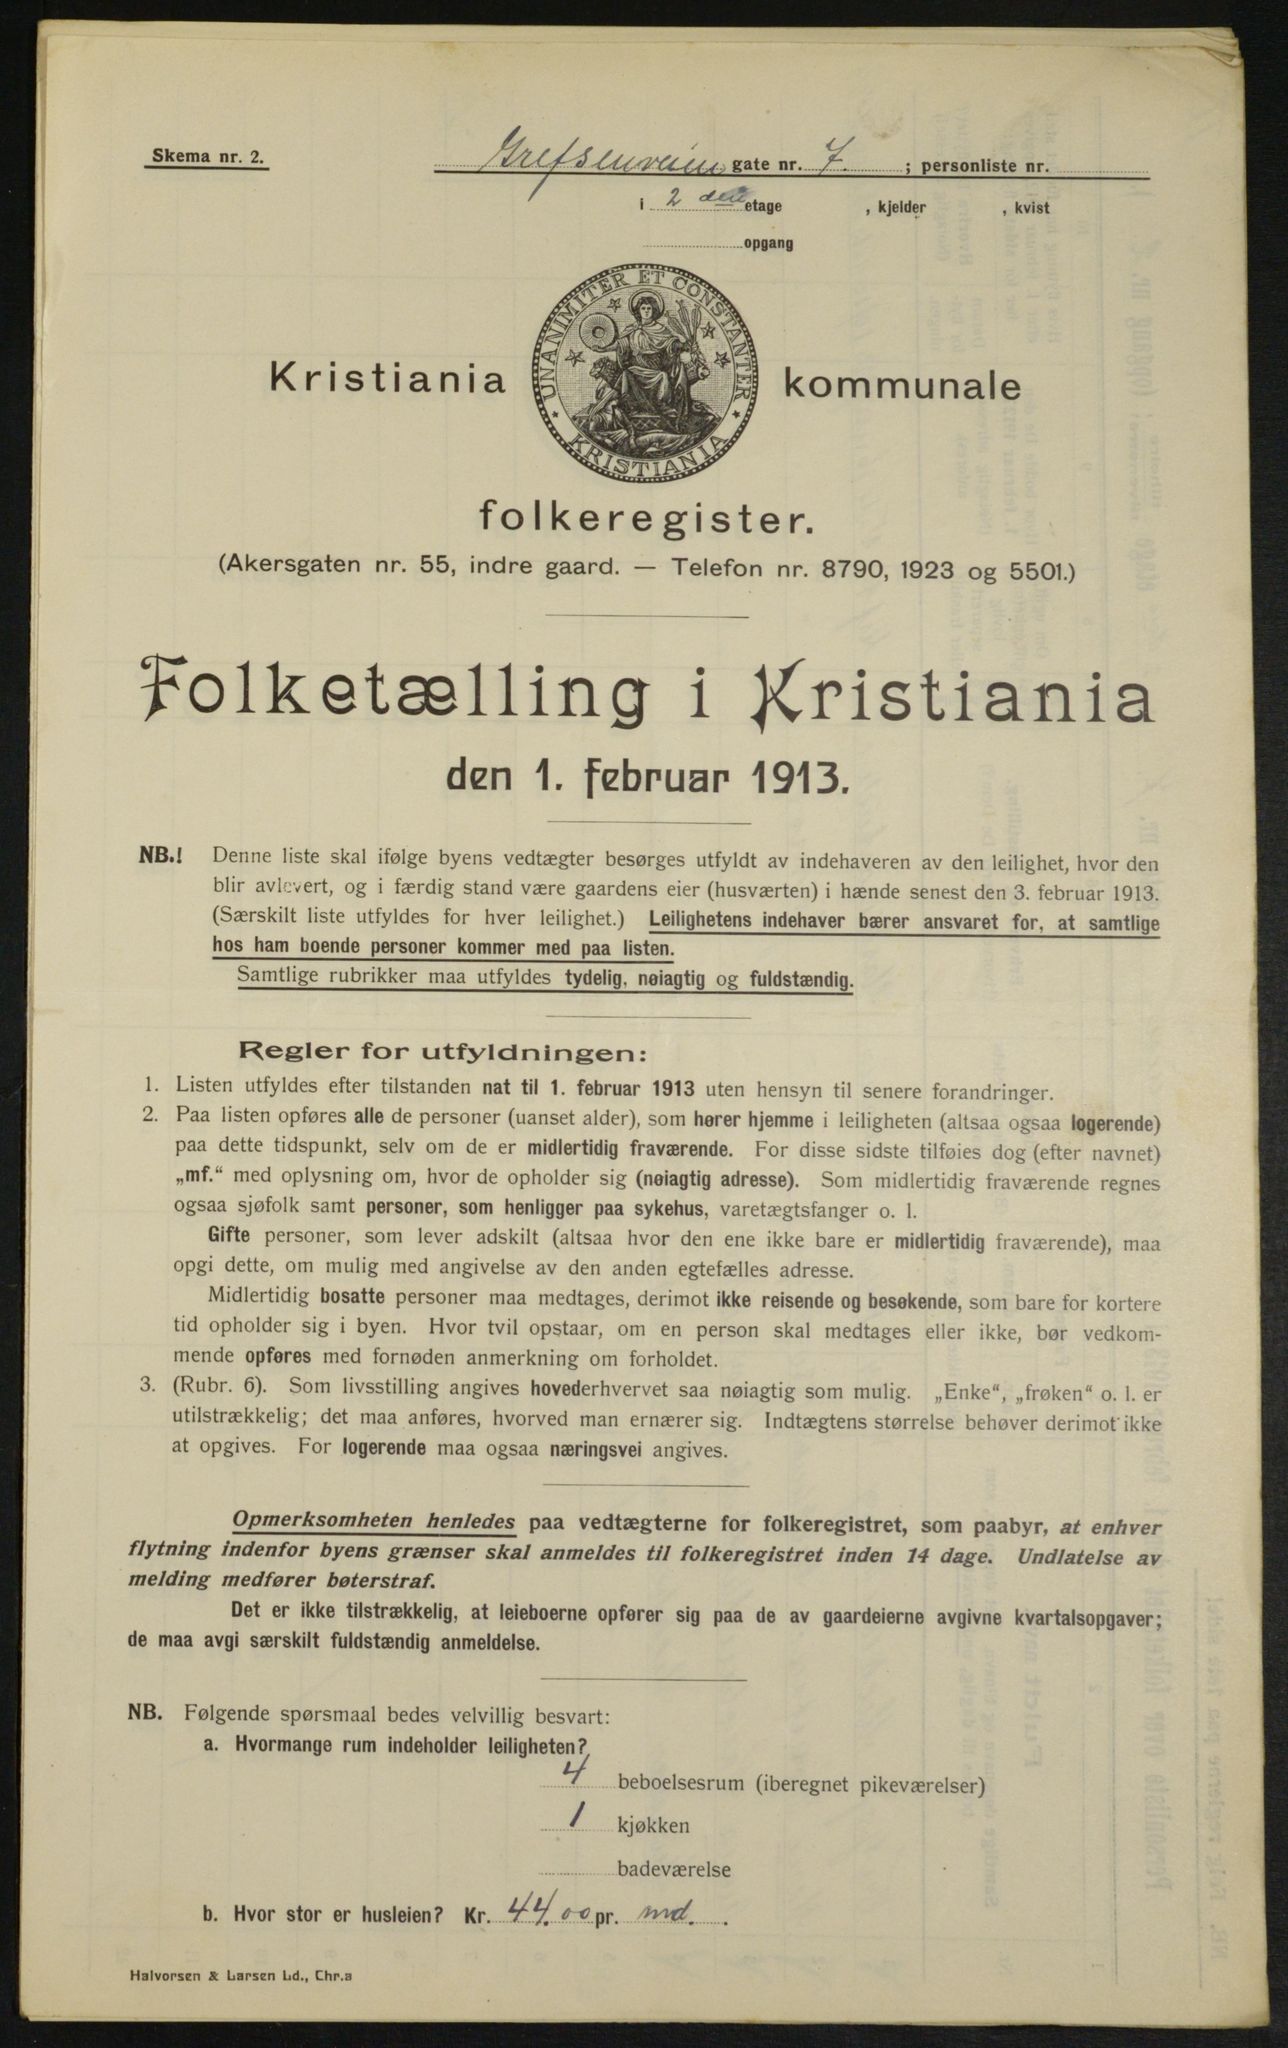 Skema nr. 2.
Grefsenveien gate nr. 7. ; personliste nr.
i 2 den etage , kjelder , kvist
opgang
UNANIMITER ET CONSTANTER
KRISTIANIA
Kristiania kommunale
folkeregister.
(Akersgaten nr. 55, indre gaard. — Telefon nr. 8790, 1923 og 5501.)
Folketælling i Kristiania
den 1. februar 1913.
NB.! Denne liste skal ifølge byens vedtægter besørges utfyldt av indehaveren av den leilighet, hvor den
blir avlevert, og i færdig stand være gaardens eier (husværten) i hænde senest den 3. februar 1913.
(Særskilt liste utfyldes for hver leilighet.) Leilighetens indehaver bærer ansvaret for, at samtlige
hos ham boende personer kommer med paa listen.
Samtlige rubrikker maa utfyldes tydelig, nøiagtig og fuldstændig.
Regler for utfyldningen:
1. Listen utfyldes efter tilstanden nat til 1. februar 1913 uten hensyn til senere forandringer.
2. Paa listen opføres alle de personer (uanset alder), som hører hjemme i leiligheten (altsaa ogsaa logerende)
paa dette tidspunkt, selv om de er midlertidig fraværende. For disse sidste tilføies dog (efter navnet)
„mf.“ med oplysning om, hvor de opholder sig (nøiagtig adresse). Som midlertidig fraværende regnes
ogsaa sjøfolk samt personer, som henligger paa sykehus, varetægtsfanger o. l.
Gifte personer, som lever adskilt (altsaa hvor den ene ikke bare er midlertidig fraværende), maa
opgi dette, om mulig med angivelse av den anden egtefælles adresse.
Midlertidig bosatte personer maa medtages, derimot ikke reisende og besøkende, som bare for kortere
tid opholder sig i byen. Hvor tvil opstaar, om en person skal medtages eller ikke, bør vedkom-
mende opføres med fornøden anmerkning om forholdet.
3. (Rubr. 6). Som livsstilling angives hovederhvervet saa nøiagtig som mulig. „Enke“, „frøken“ o. l. er
utilstrækkelig; det maa anføres, hvorved man ernærer sig. Indtægtens størrelse behøver derimot ikke
at opgives. For logerende maa ogsaa næringsvei angives.
Opmerksomheten henledes paa vedtægterne for folkeregistret, som paabyr, at enhver
flytning indenfor byens grænser skal anmeldes til folkeregistret inden 14 dage. Undlatelse av
melding medfører bøterstraf.
Det er ikke tilstrækkelig, at leieboerne opfører sig paa de av gaardeierne avgivne kvartalsopgaver;
de maa avgi særskilt fuldstændig anmeldelse.
NB. Følgende spørsmaal bedes velvillig besvart:
a. Hvormange rum indeholder leiligheten?
4 beboelsesrum (iberegnet pikeværelser)
1 kjøkken
badeværelse
b. Hvor stor er husleien? Kr. 44.00 pr. md.
Halvorsen & Larsen Ld., Chr.a